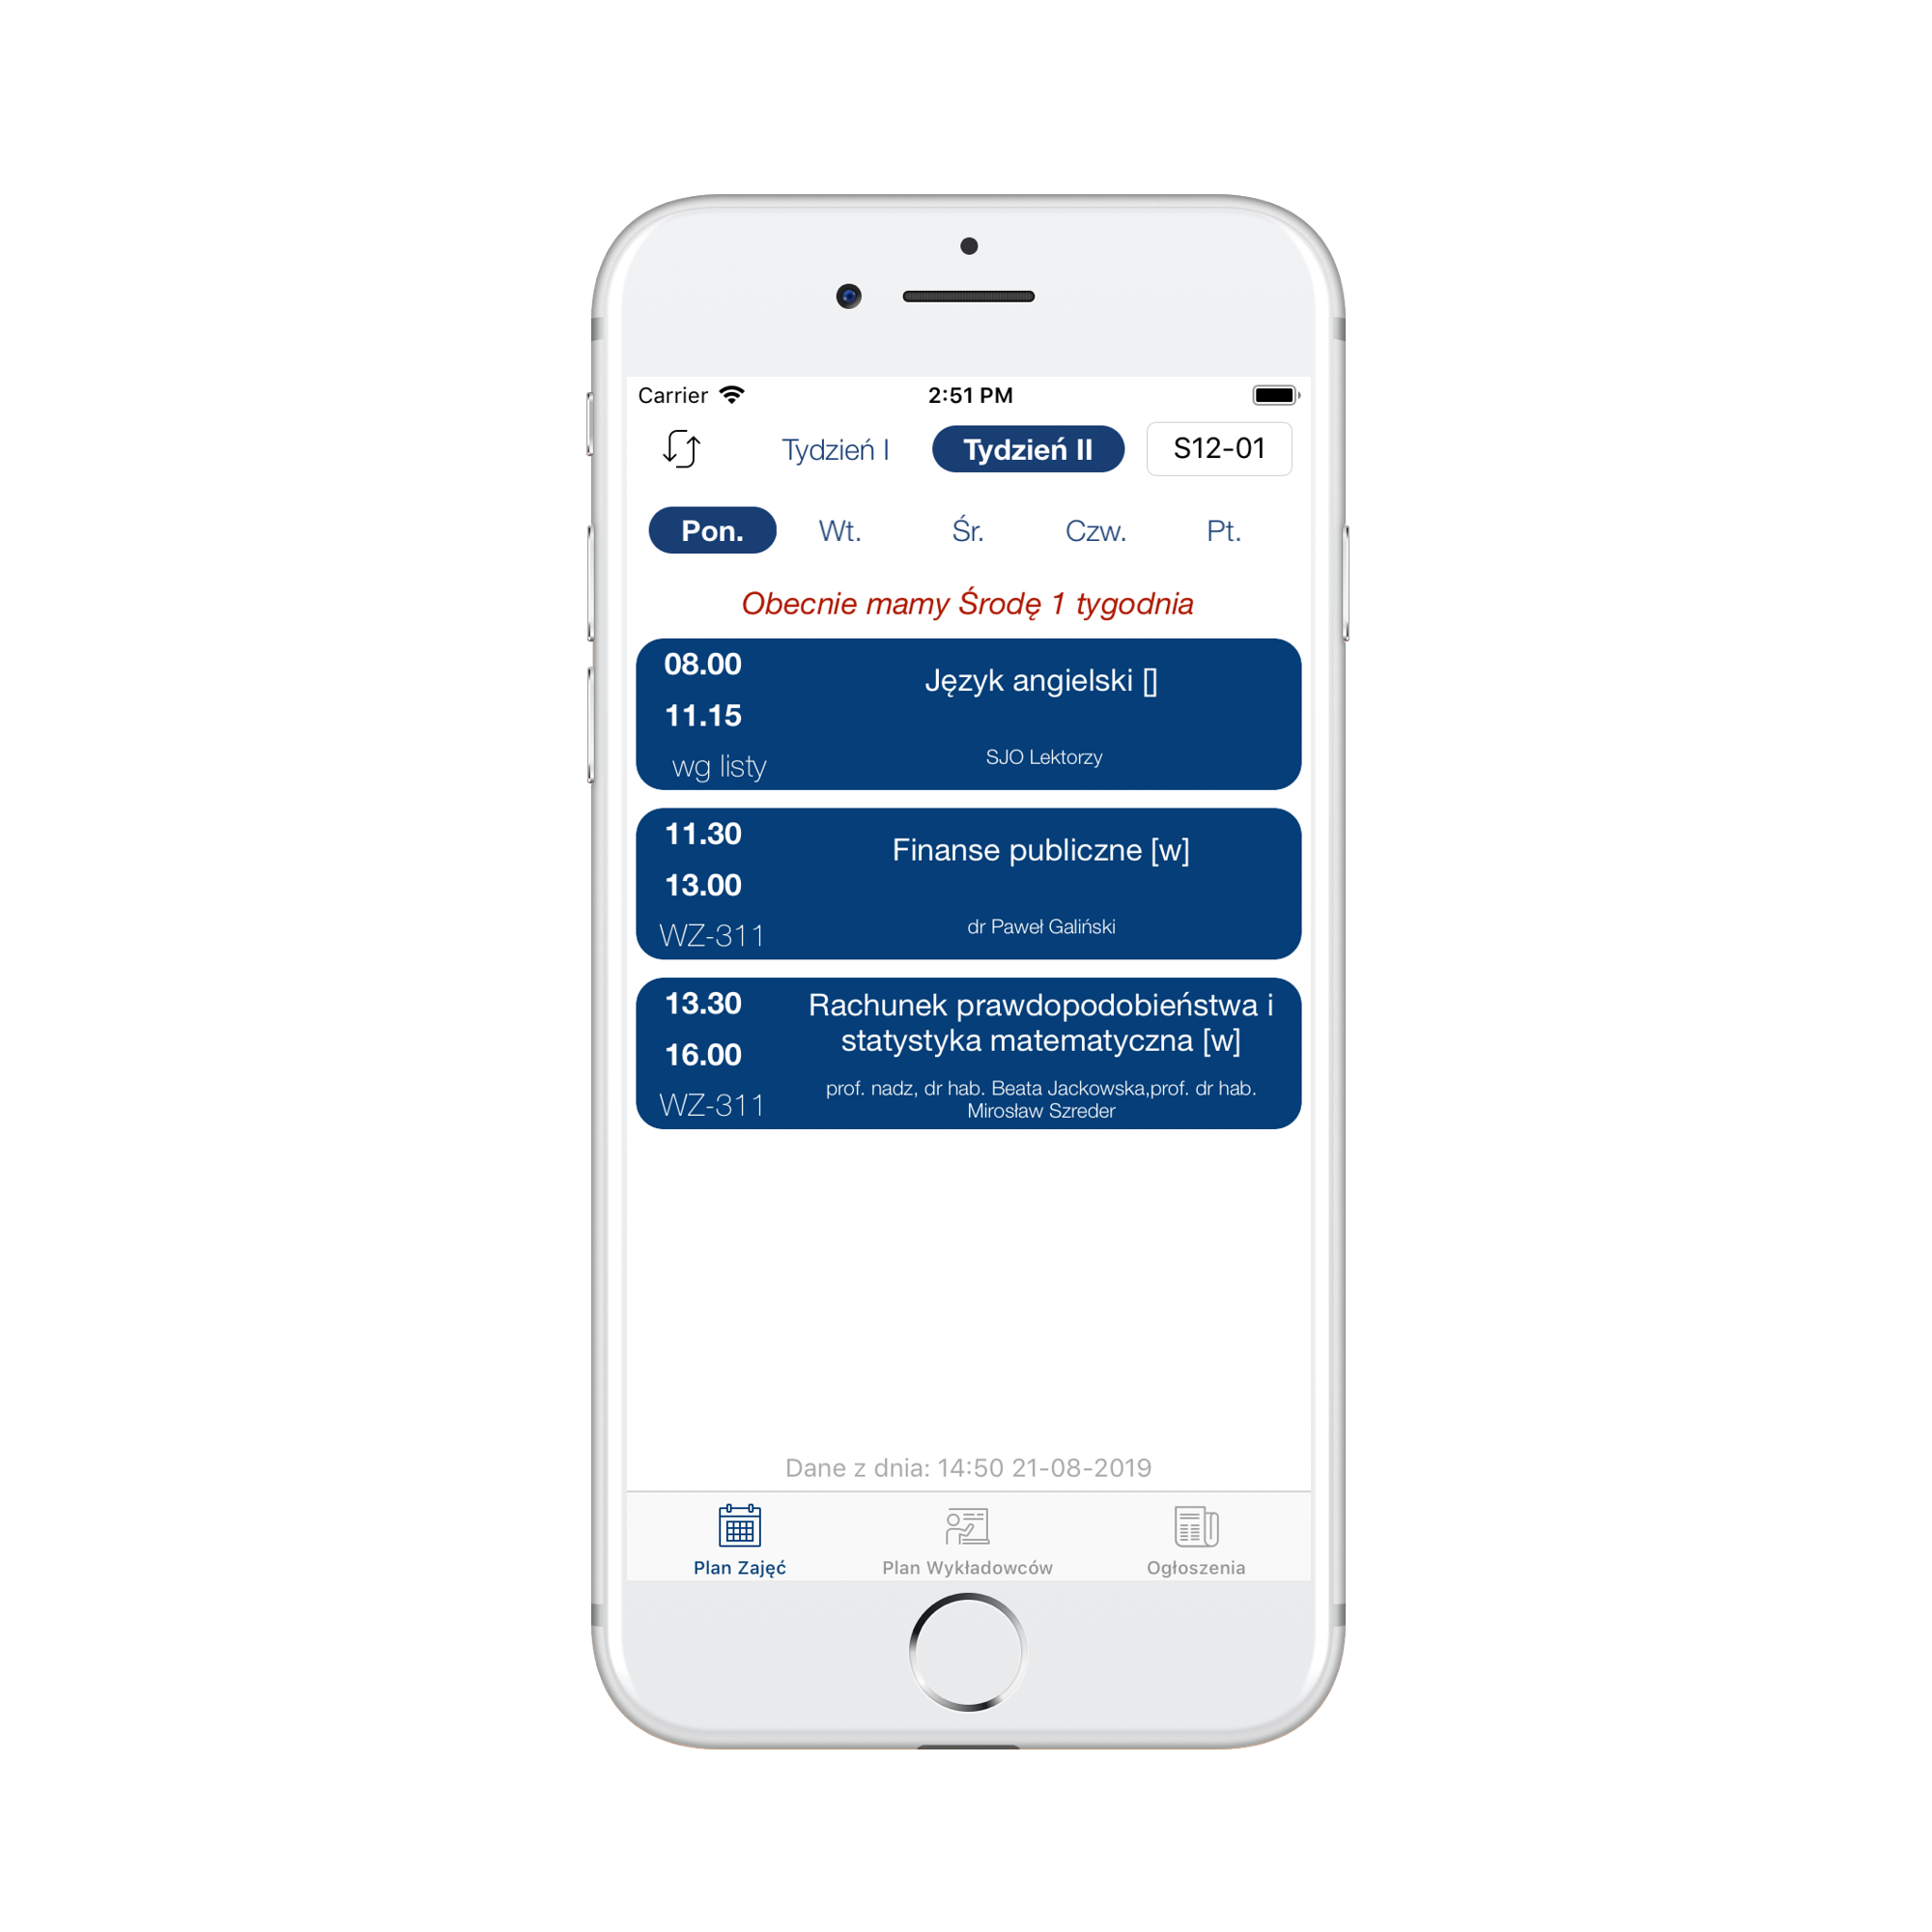 Carrier 2:51 PM
Tydzień I Tydzień II S12-01
Pon. Wt. Śr. Czw. Pt.
Obecnie mamy Środę 1 tygodnia
08.00
11.15
wg listy
Język angielski []
SJO Lektorzy
11.30
13.00
WZ-311
Finanse publiczne [w]
dr Paweł Galiński
13.30
16.00
WZ-311
Rachunek prawdopodobieństwa i
statystyka matematyczna [w]
prof. nadz, dr hab. Beata Jackowska,prof. dr hab.
Mirosław Szreder
Dane z dnia: 14:50 21-08-2019
Plan Zajęć Plan Wykładowców Ogłoszenia